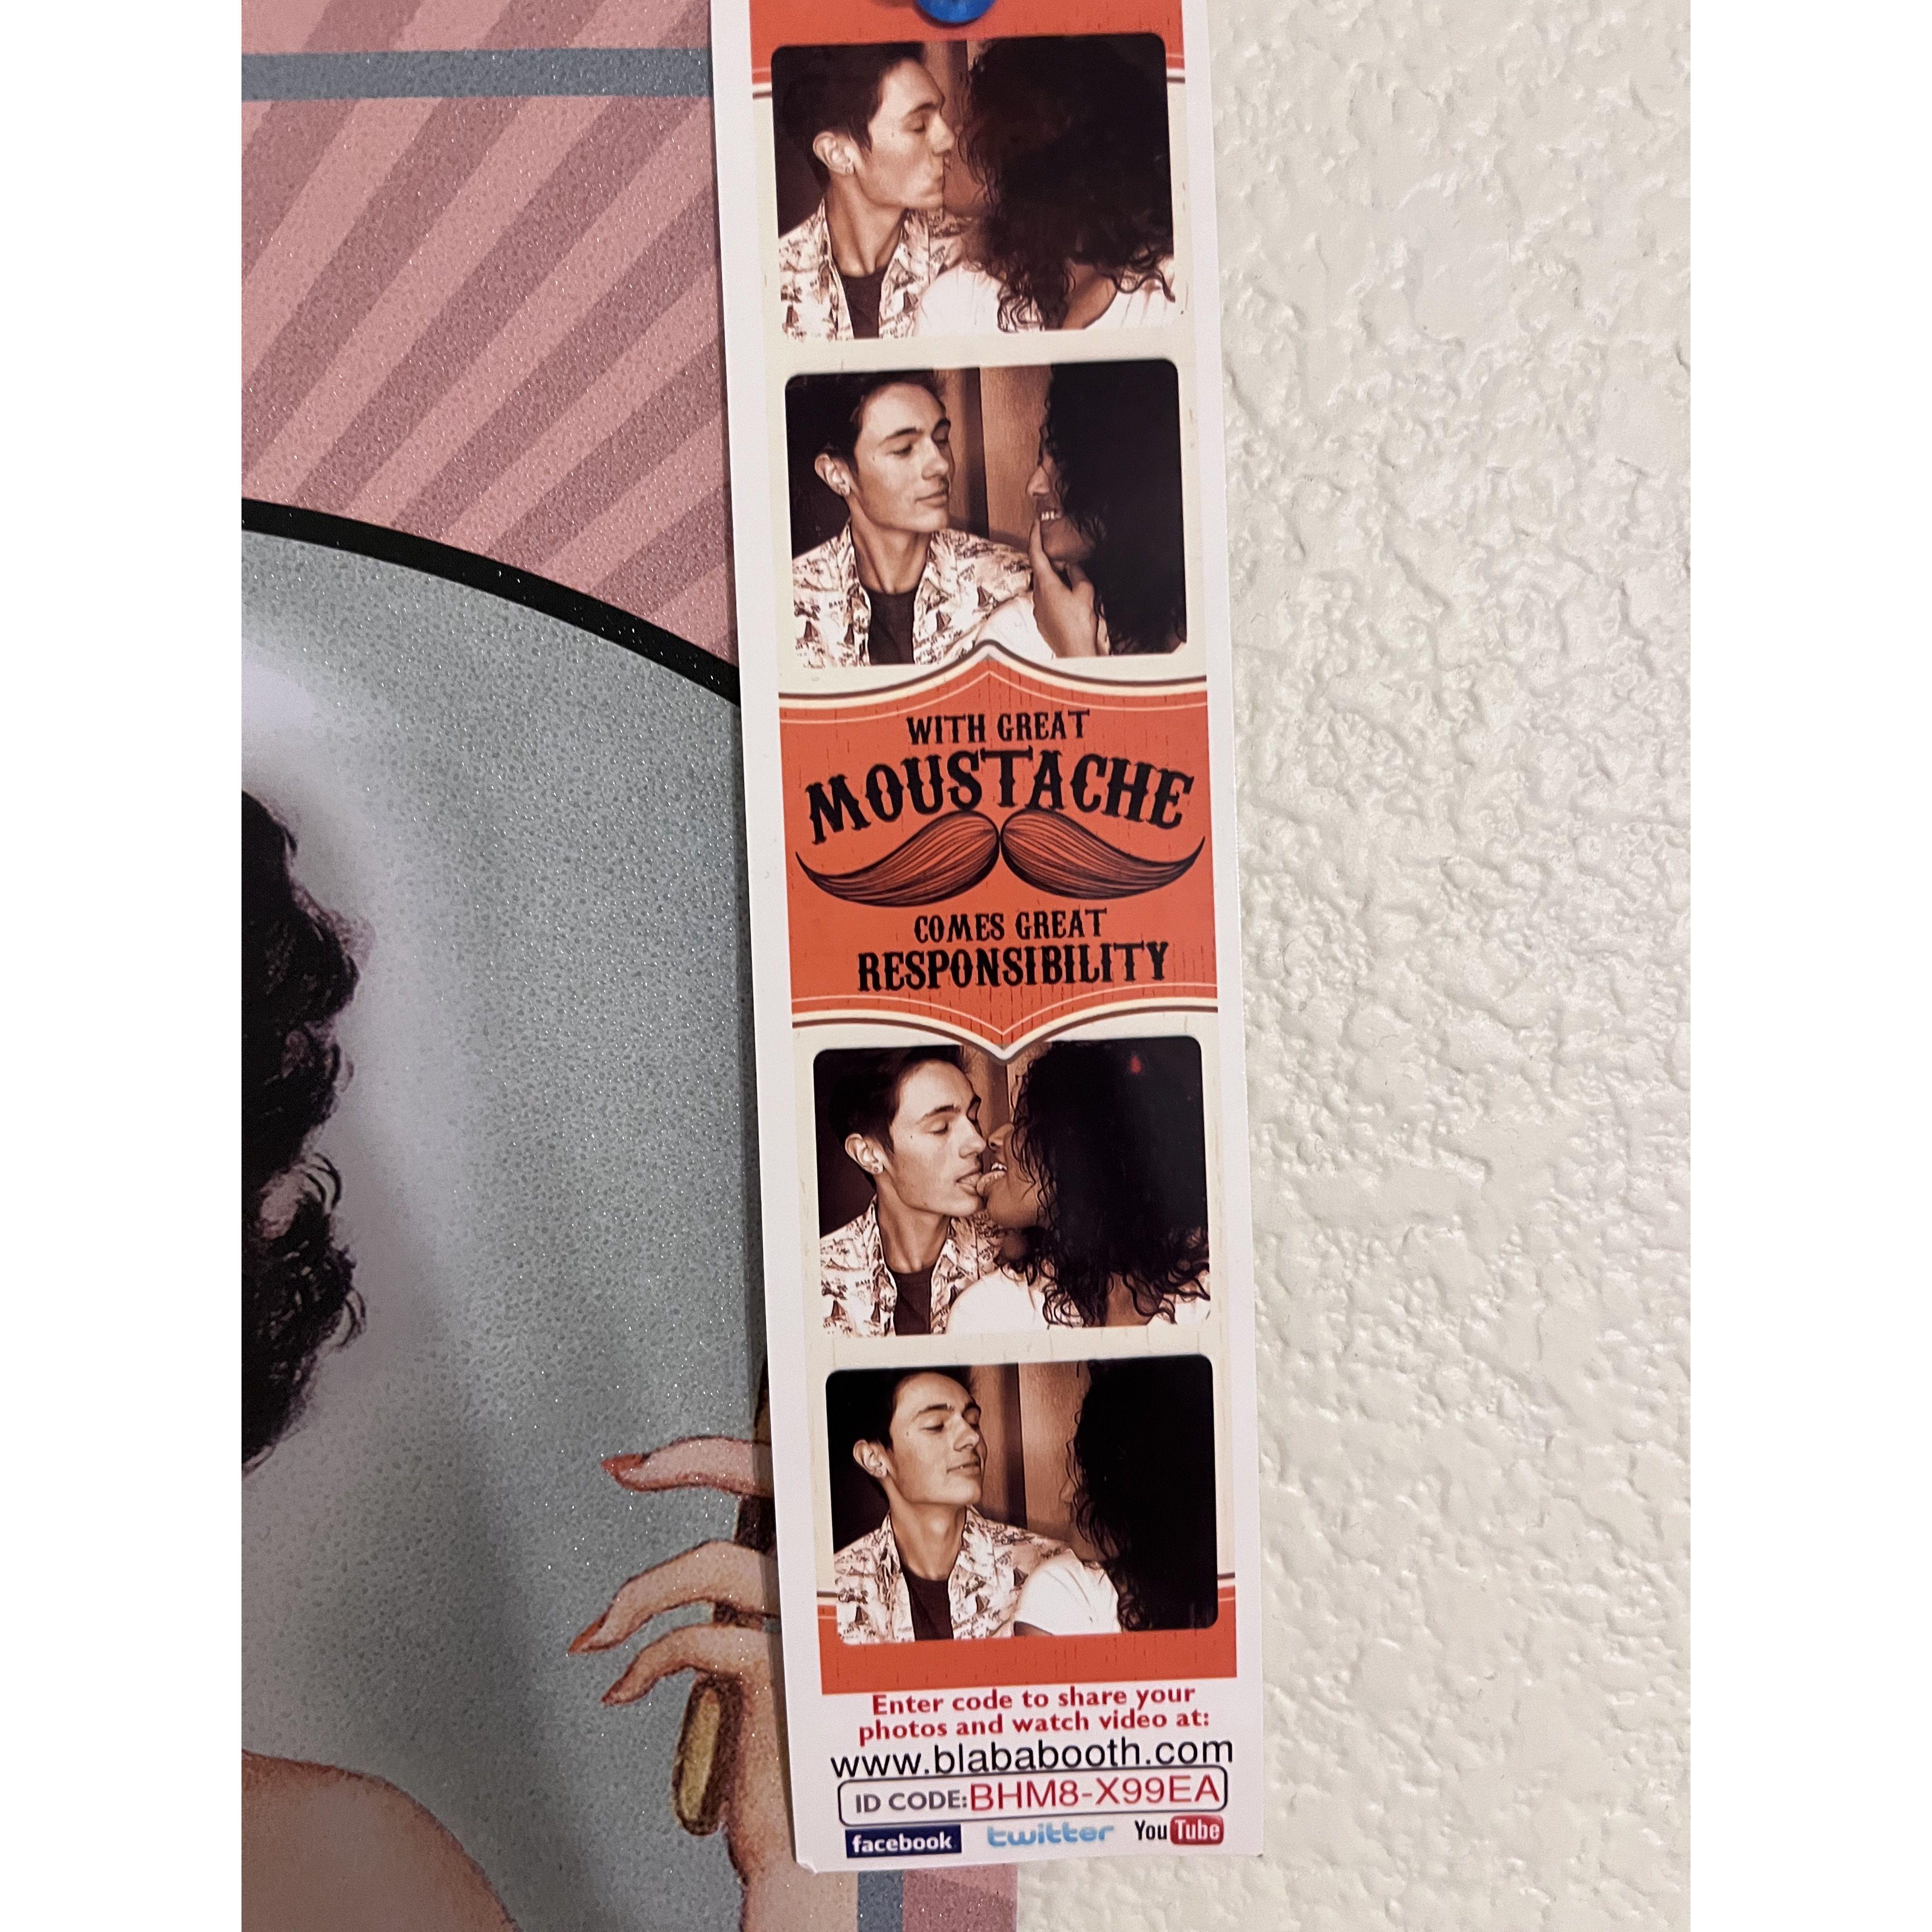 WITH GREAT
MOUSTACHE
COMES GREAT
RESPONSIBILITY
Enter code to share your
photos and watch video at:
www.blababooth.com
ID CODE:BHM8-X99EA
facebook twitter YouTube